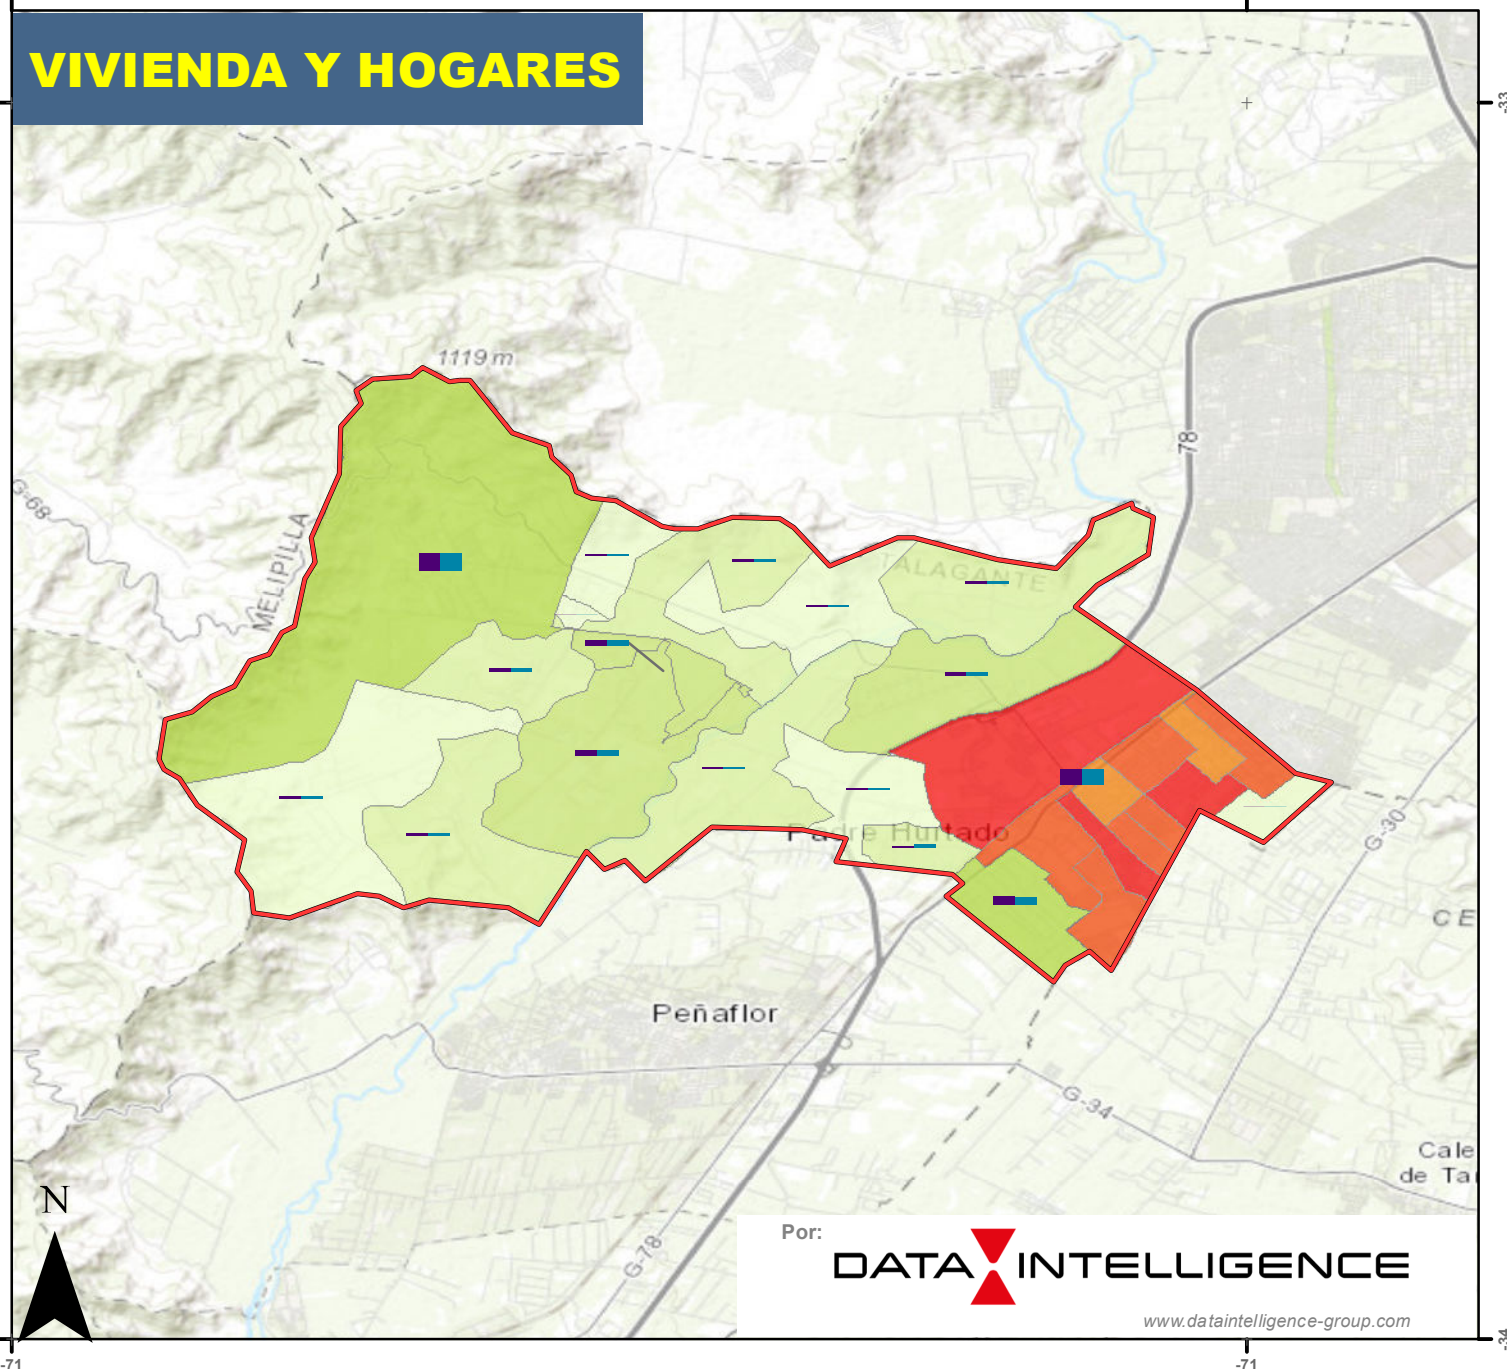 VIVIENDA Y HOGARES
-33
1119 m
78
G-68
MELIPILLA
TALAGANTE
Padre Hurtado
G-30
CE
Peñaflor
G-34
Cale
de Ta
N
G-78
Por:
DATA INTELLIGENCE
www.dataintelligence-group.com
-34
-71
-71